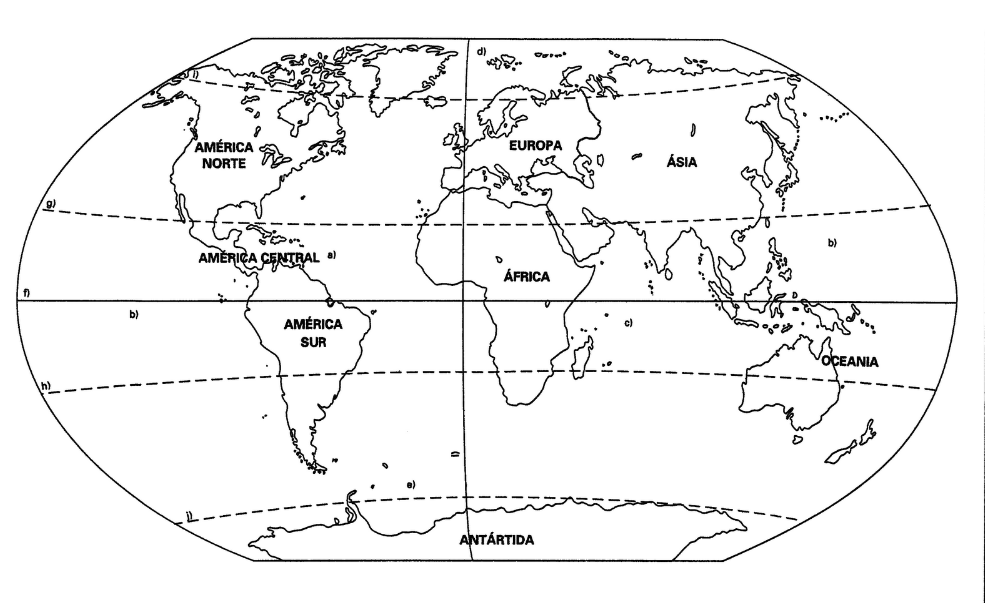 d)
i)
AMÉRICA
NORTE
EUROPA
ÁSIA
g)
AMÉRICA CENTRAL
a)
b)
ÁFRICA
f)
b)
AMÉRICA
SUR
c)
OCEANIA
h)
e)
j)
ANTÁRTIDA